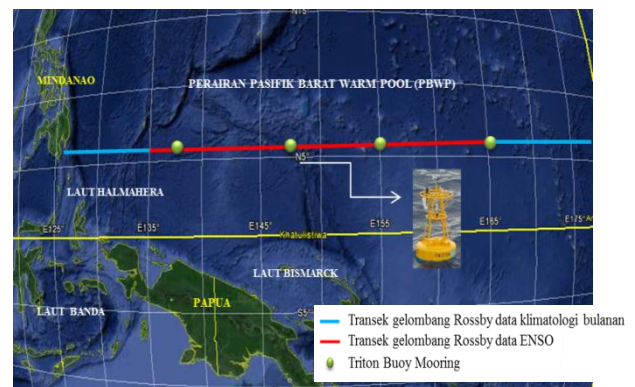 N15°
MINDANAO
PERAIRAN PASIFIK BARAT WARM POOL (PBWP)
N5°
LAUT HALMAHERA
E125° E135° E145° E155 E165° E175°
Khatulistiwa
LAUT BISMARCK
PAPUA
LAUT BANDA
S5°
Transek gelombang Rossby data klimatologi bulanan
Transek gelombang Rossby data ENSO
Triton Buoy Mooring